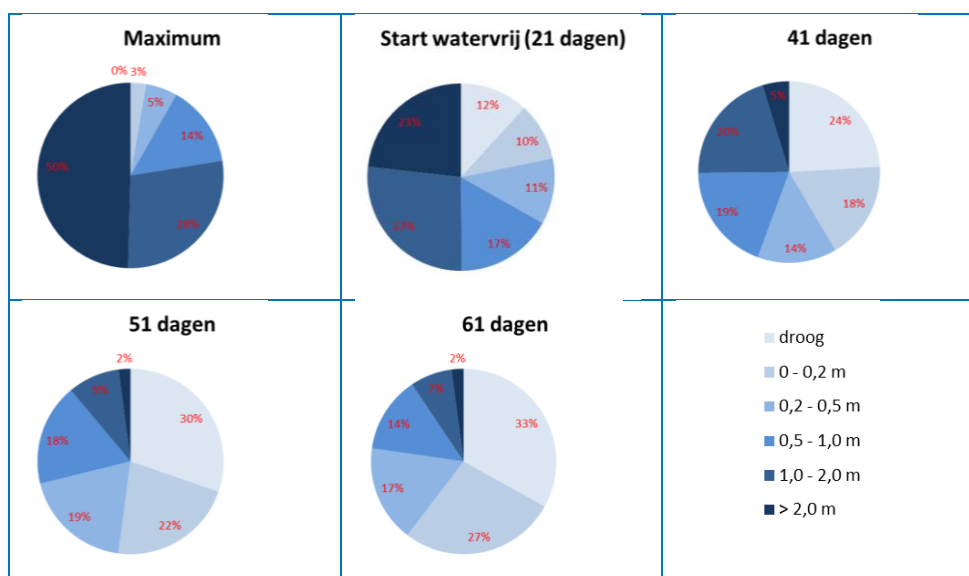 Maximum
0% 3%
5%
14%
28%
50%
Start watervrij (21 dagen)
12%
10%
11%
17%
27%
23%
41 dagen
24%
18%
14%
19%
20%
5%
51 dagen
30%
22%
19%
18%
9%
2%
61 dagen
33%
27%
17%
14%
7%
2%
droog
0 - 0,2 m
0,2 - 0,5 m
0,5 - 1,0 m
1,0 - 2,0 m
> 2,0 m